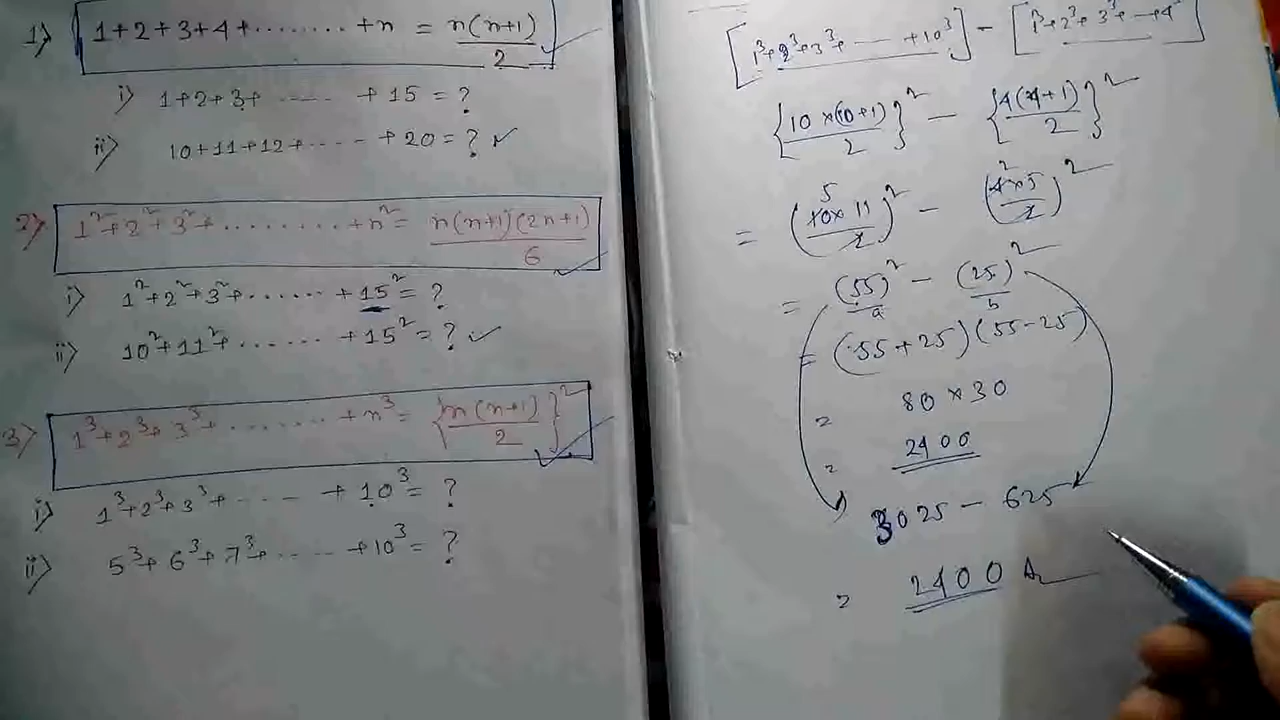 1) 1+2+3+4+........+n = n(n+1)/2
i) 1+2+3+ ..... +15 = ?
ii) 10+11+12+..... +20 = ? ✓
2) 1²+2²+3²+........+n² = n(n+1)(2n+1)/6
i) 1²+2²+3²+...... +15² = ?
ii) 10²+11²+...... +15² = ? ✓
3) 1³+2³+3³+........+n³ = {n(n+1)/2}²
i) 1³+2³+3³+..... +10³ = ?
ii) 5³+6³+7³+..... +10³ = ?
[1³+2³+3³+ ..... +10³] - [1³+2³+3³+ ...+4³]
{10×(10+1)/2}² - {4(4+1)/2}²
= (10×11/2)² - (4×5/2)²
5 2
= (55)² - (25)²
a b
= (55+25)(55-25)
= 80×30
= 2400
3025 - 625
= 2400